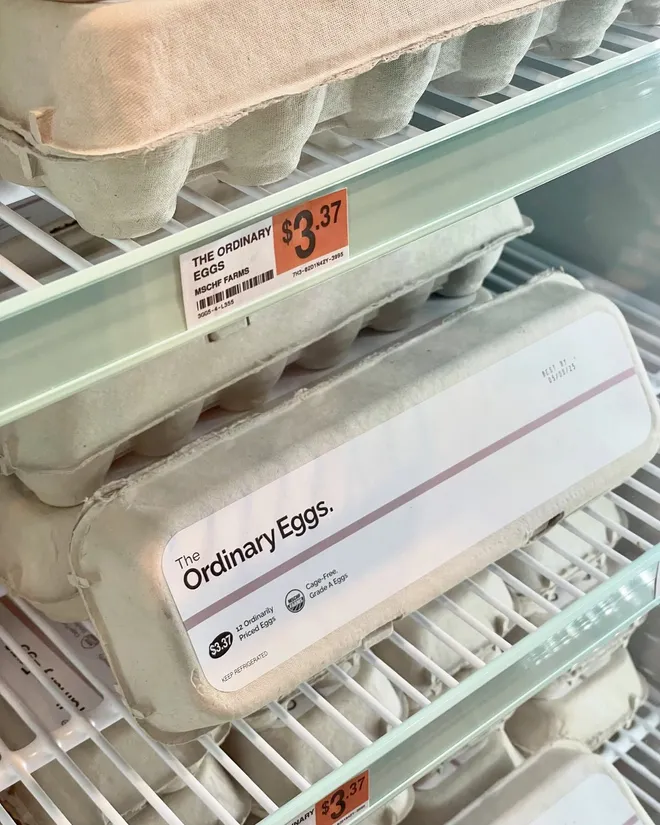 THE ORDINARY
EGGS
MSCHF FARMS
$3.37
The
Ordinary Eggs.
$3.37
12 Ordinarily
Priced Eggs
Cage-Free,
Grade A Eggs
KEEP REFRIGERATED
BEST BY
$3.37